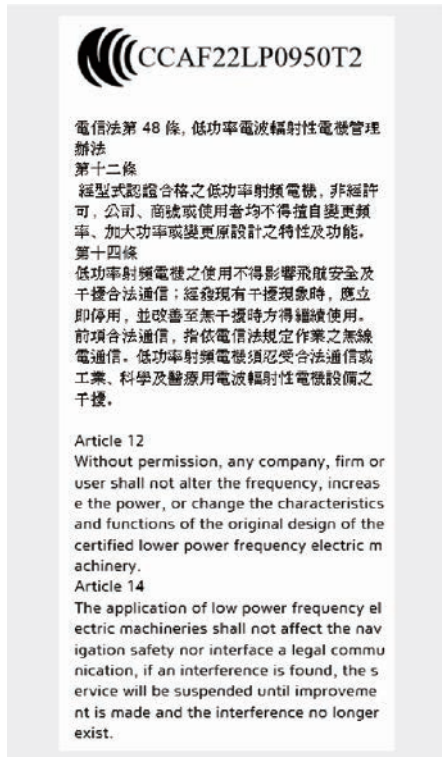 CCAF22LP0950T2
電信法第 48 條, 低功率電波輻射性電機管理
辦法
第十二條
經型式認證合格之低功率射頻電機, 非經許
可, 公司、商號或使用者均不得擅自變更頻
率、加大功率或變更原設計之特性及功能。
第十四條
低功率射頻電機之使用不得影響飛航安全及
干擾合法通信；經發現有干擾現象時, 應立
即停用, 並改善至無干擾時方得繼續使用。
前項合法通信, 指依電信法規定作業之無線
電通信。低功率射頻電機須忍受合法通信或
工業、科學及醫療用電波輻射性電機設備之
干擾。
Article 12
Without permission, any company, firm or
user shall not alter the frequency, increas
e the power, or change the characteristics
and functions of the original design of the
certified lower power frequency electric m
achinery.
Article 14
The application of low power frequency el
ectric machineries shall not affect the nav
igation safety nor interface a legal commu
nication, if an interference is found, the s
ervice will be suspended until improveme
nt is made and the interference no longer
exist.